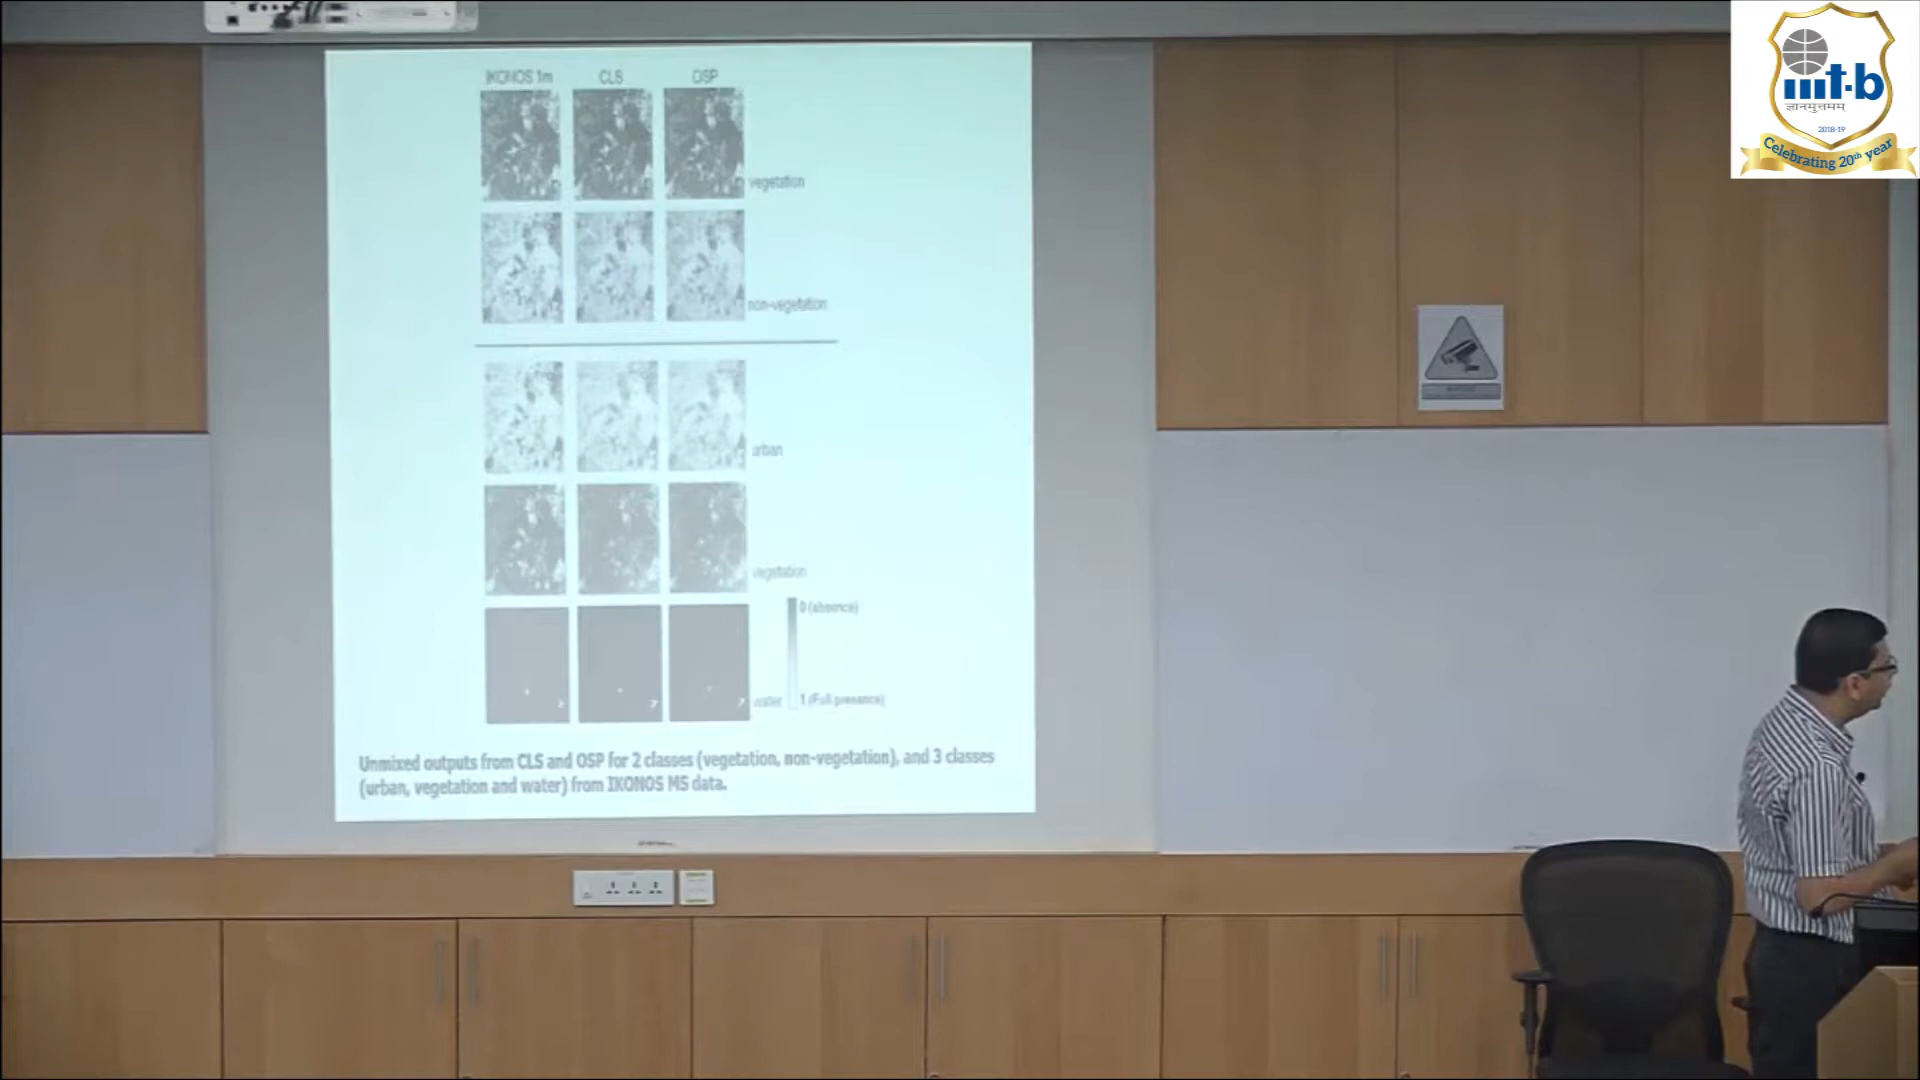 IKONOS 1m CLS OSP
vegetation
non-vegetation
urban
vegetation
0 (absence)
water 1 (Full presence)
Unmixed outputs from CLS and OSP for 2 classes (vegetation, non-vegetation), and 3 classes
(urban, vegetation and water) from IKONOS MS data.
iiit-b
ज्ञानमुत्तमम्
2018-19
Celebrating 20th year